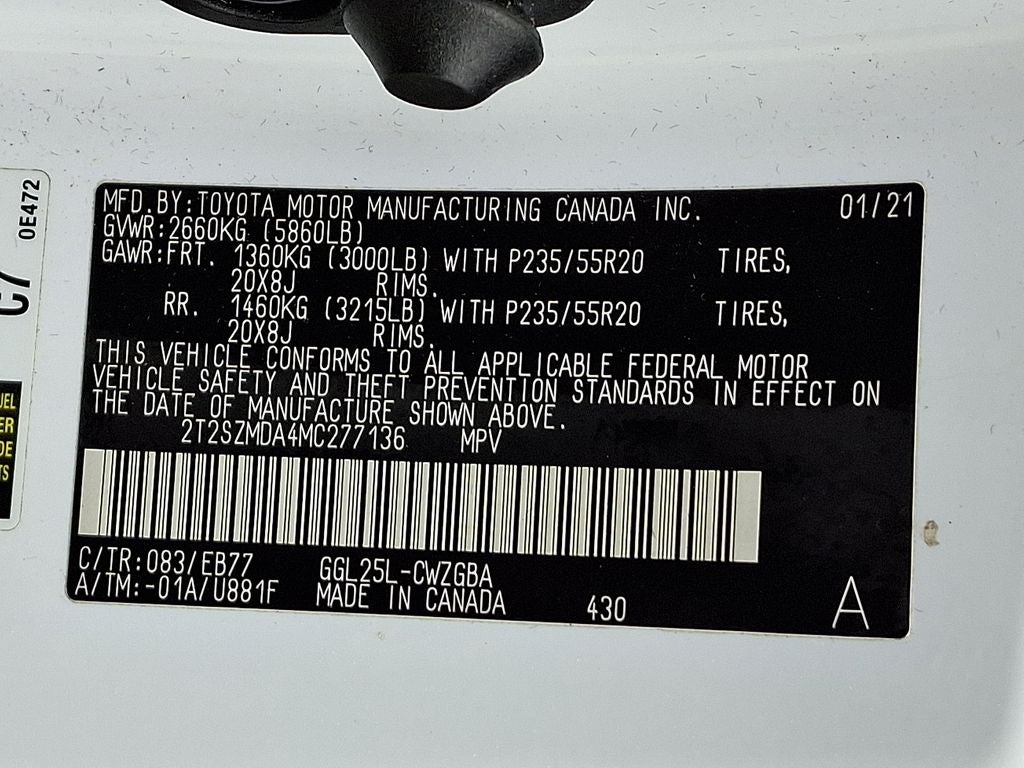 MFD.BY:TOYOTA MOTOR MANUFACTURING CANADA INC. 01/21
GVWR:2660KG (5860LB)
GAWR:FRT. 1360KG (3000LB) WITH P235/55R20 TIRES,
20X8J RIMS.
RR. 1460KG (3215LB) WITH P235/55R20 TIRES,
20X8J RIMS.
THIS VEHICLE CONFORMS TO ALL APPLICABLE FEDERAL MOTOR
VEHICLE SAFETY AND THEFT PREVENTION STANDARDS IN EFFECT ON
THE DATE OF MANUFACTURE SHOWN ABOVE.
2T2SZMDA4MC277136 MPV
C/TR:083/EB77 GGL25L-CWZGBA
A/TM:-01A/U881F MADE IN CANADA 430 A
0E472
C7